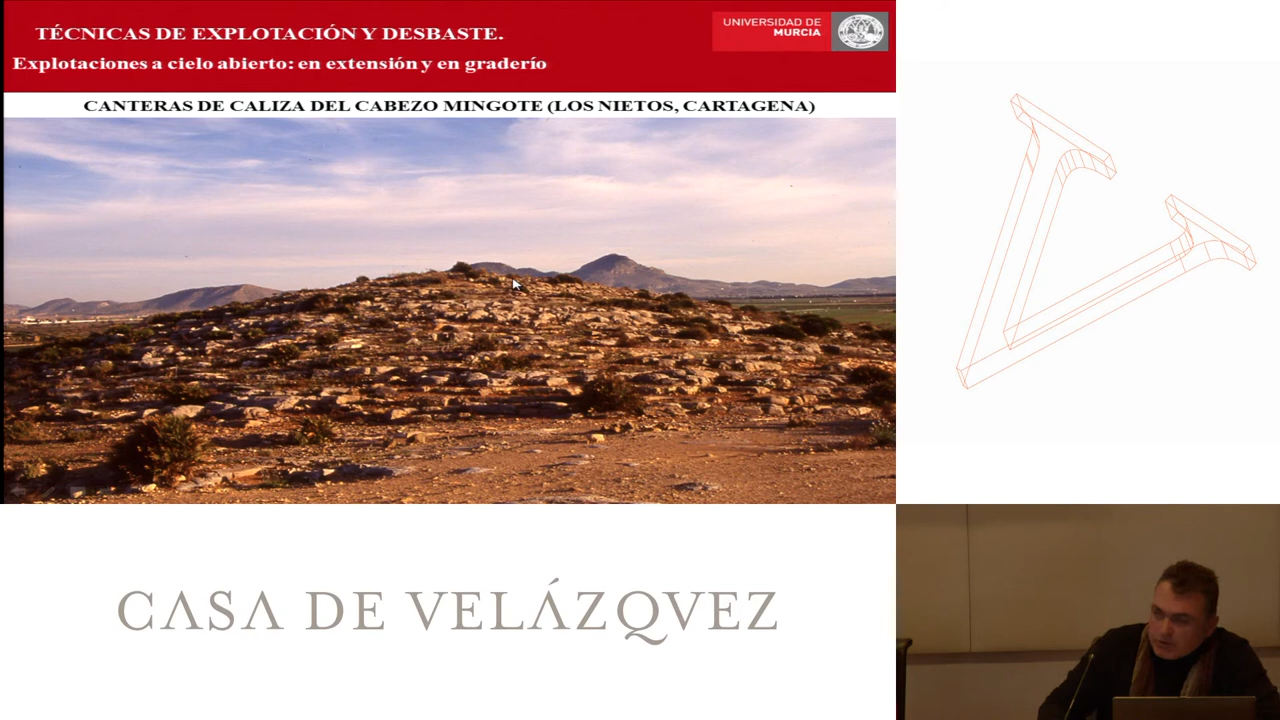 TÉCNICAS DE EXPLOTACIÓN Y DESBASTE.
Explotaciones a cielo abierto: en extensión y en graderío
UNIVERSIDAD DE
MURCIA
CANTERAS DE CALIZA DEL CABEZO MINGOTE (LOS NIETOS, CARTAGENA)
CASA DE VELÁZQVEZ